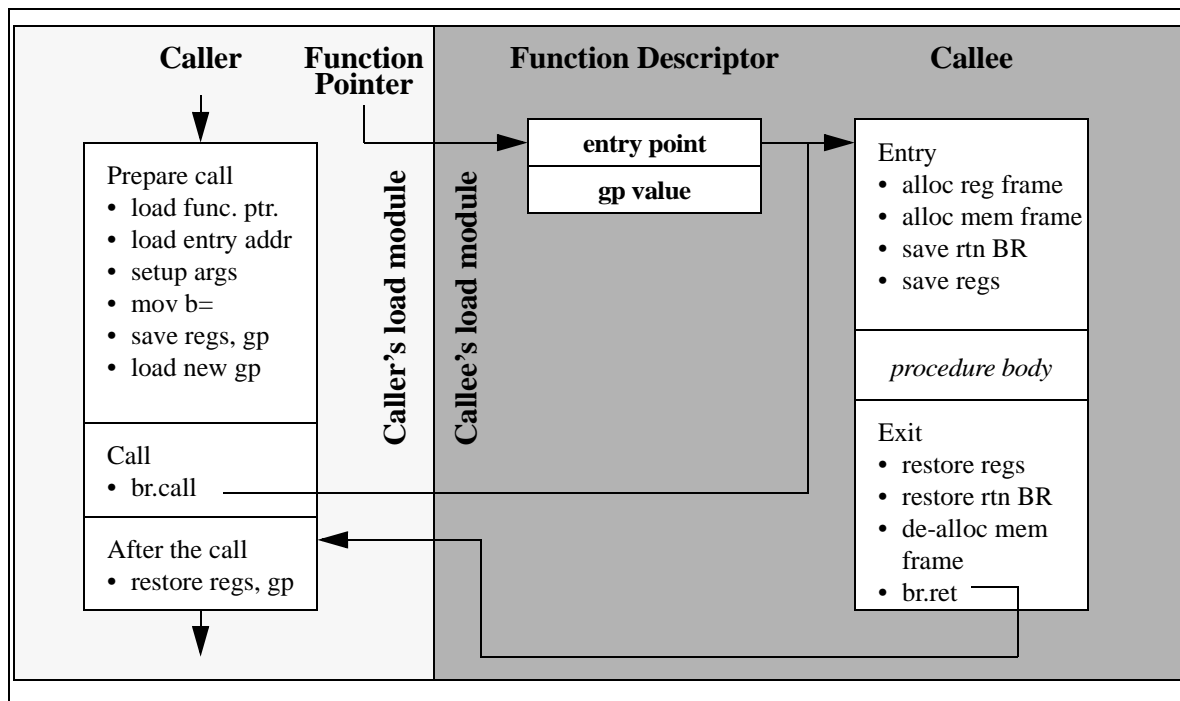 Caller
Function
Pointer
Function Descriptor
Callee
Prepare call
• load func. ptr.
• load entry addr
• setup args
• mov b=
• save regs, gp
• load new gp
Call
• br.call
After the call
• restore regs, gp
Caller’s load module
Callee’s load module
entry point
gp value
Entry
• alloc reg frame
• alloc mem frame
• save rtn BR
• save regs
procedure body
Exit
• restore regs
• restore rtn BR
• de-alloc mem
frame
• br.ret